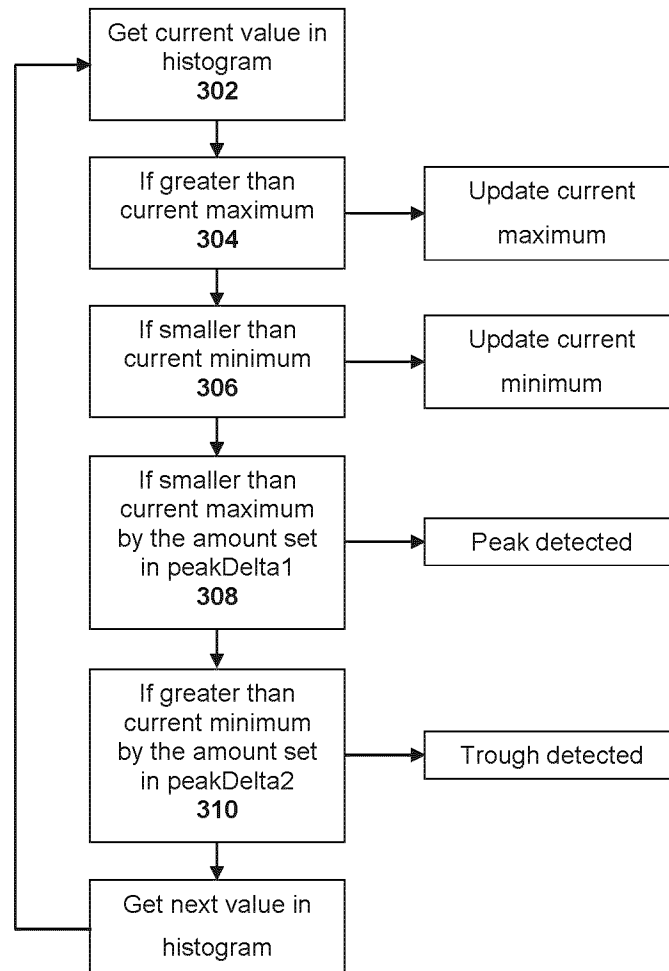 Get current value in
histogram
302
If greater than
current maximum
304
Update current
maximum
If smaller than
current minimum
306
Update current
minimum
If smaller than
current maximum
by the amount set
in peakDelta1
308
Peak detected
If greater than
current minimum
by the amount set
in peakDelta2
310
Trough detected
Get next value in
histogram